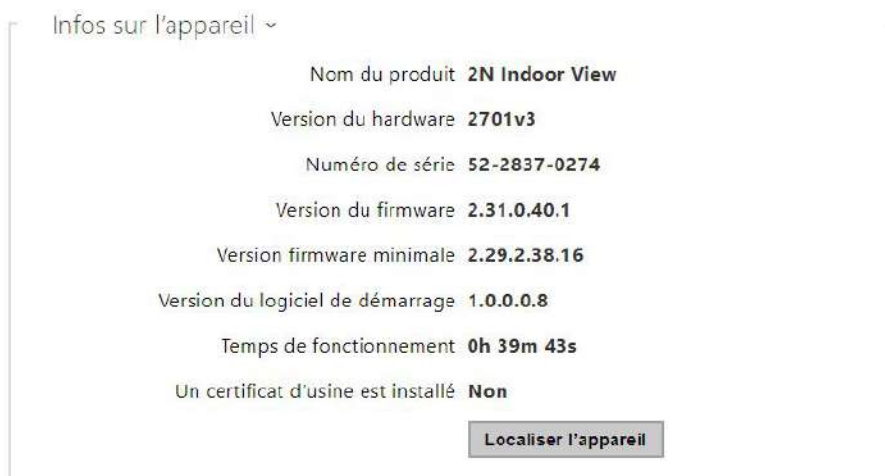 Infos sur l'appareil
Nom du produit 2N Indoor View
Version du hardware 2701v3
Numéro de série 52-2837-0274
Version du firmware 2.31.0.40.1
Version firmware minimale 2.29.2.38.16
Version du logiciel de démarrage 1.0.0.0.8
Temps de fonctionnement 0h 39m 43s
Un certificat d'usine est installé Non
Localiser l'appareil